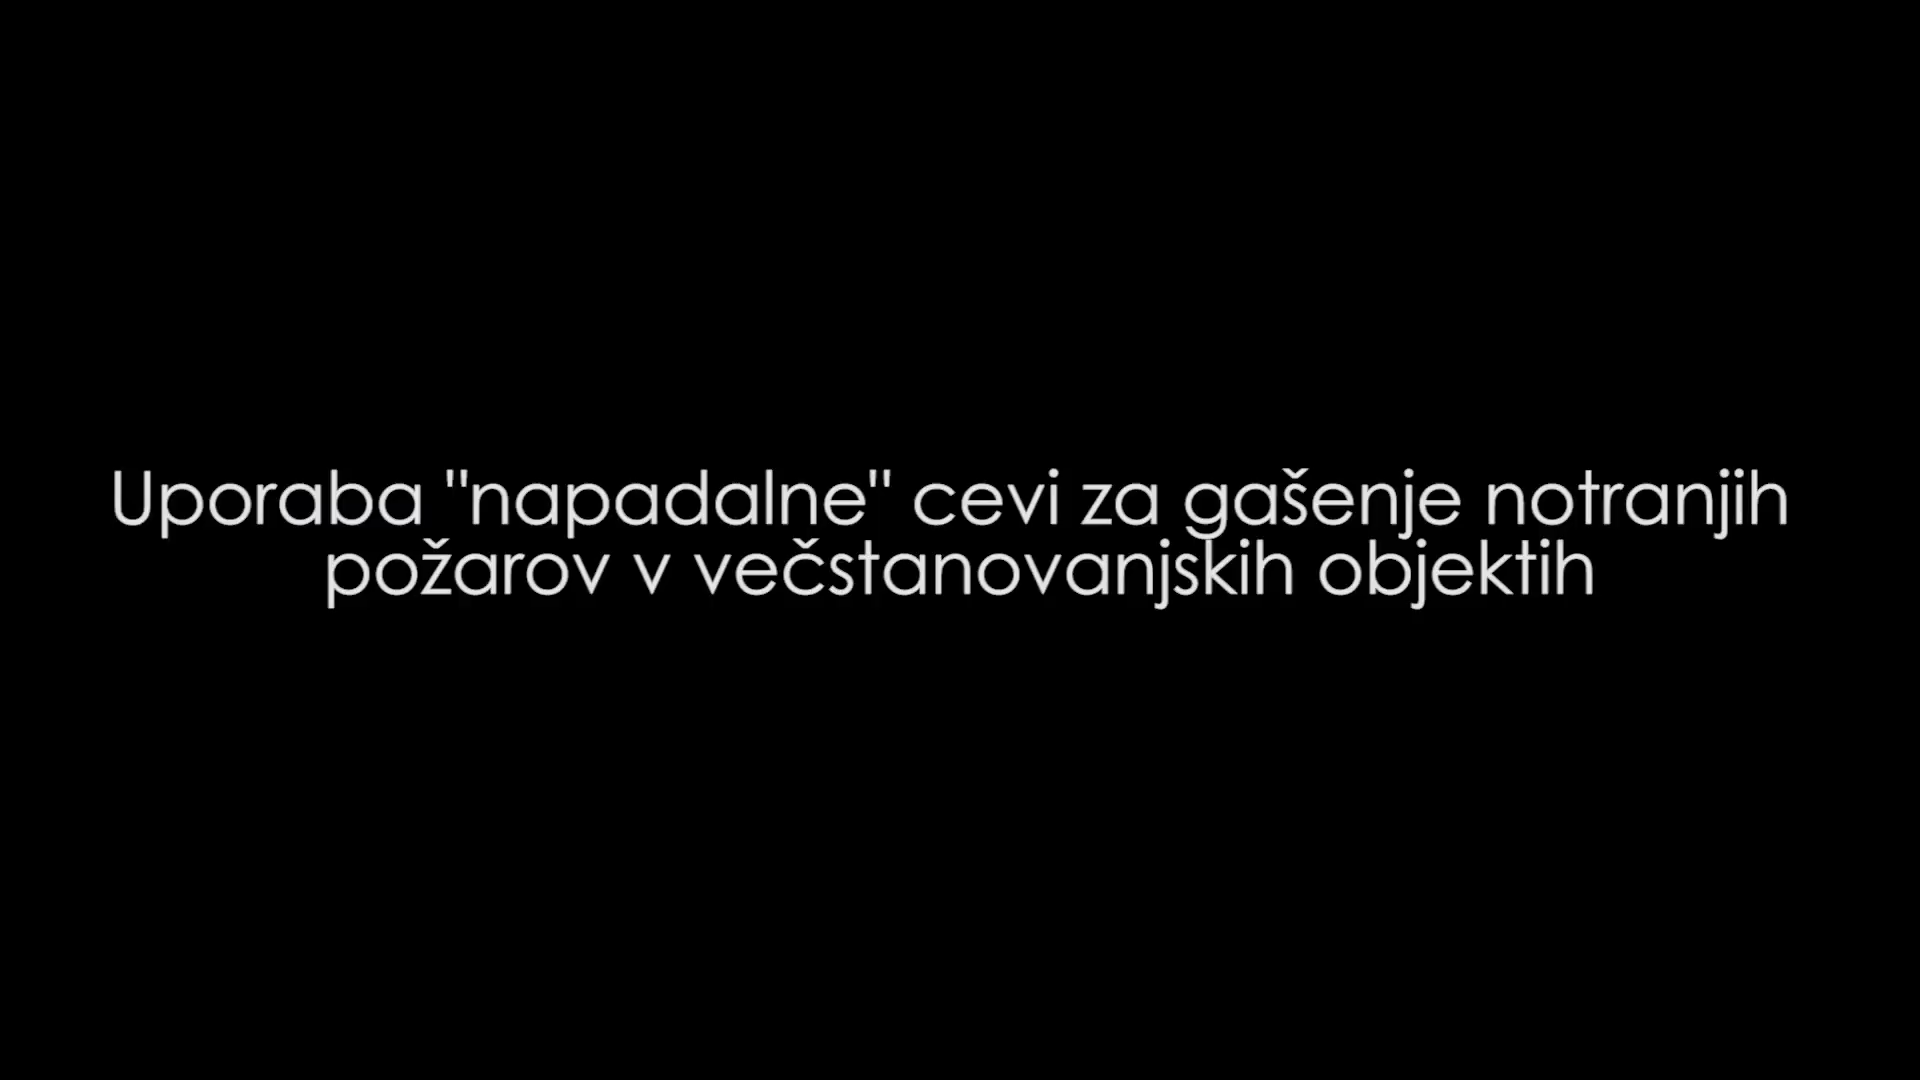 Uporaba "napadalne" cevi za gašenje notranjih
požarov v večstanovanjskih objektih